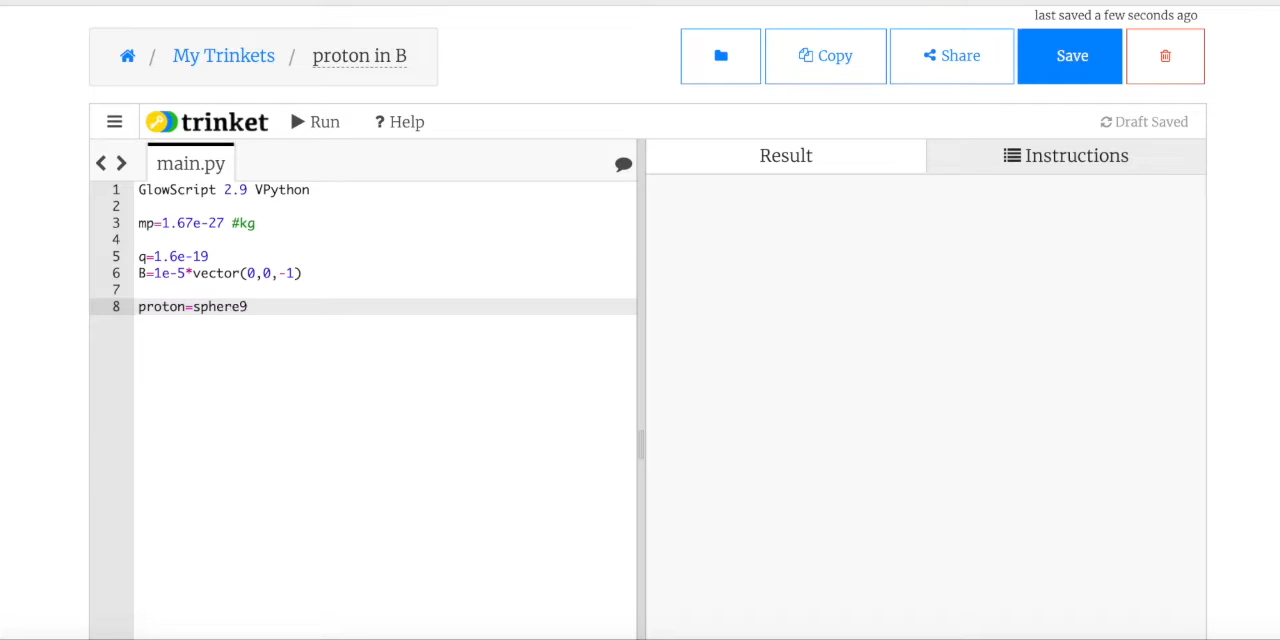 last saved a few seconds ago
/ My Trinkets / proton in B
Copy Share Save
trinket Run ? Help Draft Saved
main.py
Result Instructions
1 GlowScript 2.9 VPython
2
3 mp=1.67e-27 #kg
4
5 q=1.6e-19
6 B=1e-5*vector(0,0,-1)
7
8 proton=sphere9